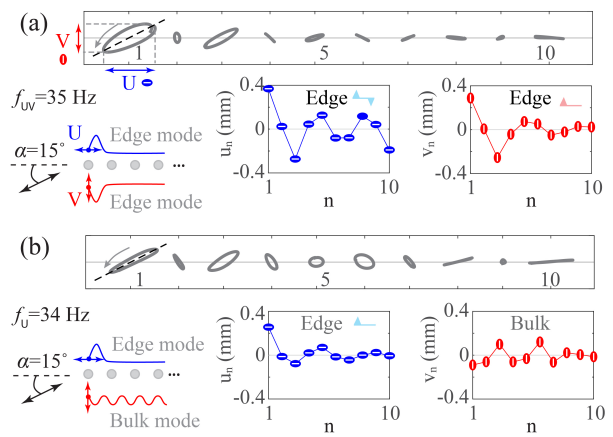 (a)
V
1 5 10
U
f_UV=35 Hz
U Edge mode
α=15°
...
V Edge mode
0.4 Edge
u_n (mm)
0
-0.4
1 n 10
0.4 Edge
v_n (mm)
0
-0.4
1 n 10
(b)
1 5 10
f_U=34 Hz
Edge mode
α=15°
...
Bulk mode
0.4 Edge
u_n (mm)
0
-0.4
1 n 10
0.4 Bulk
v_n (mm)
0
-0.4
1 n 10